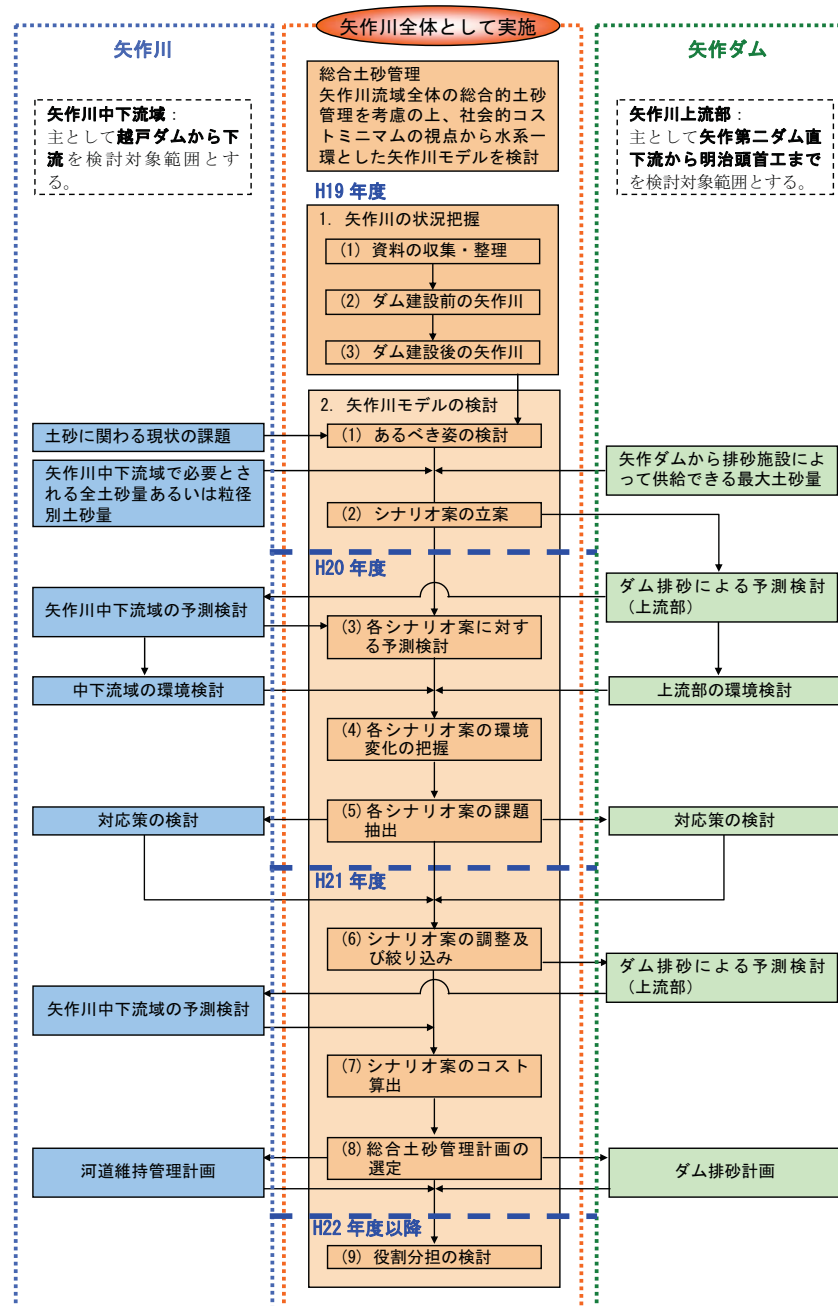 矢作川全体として実施
矢作川
矢作ダム
総合土砂管理
矢作川流域全体の総合的土砂
管理を考慮の上、社会的コス
トミニマムの視点から水系一
環とした矢作川モデルを検討
矢作川中下流域：
主として越戸ダムから下
流を検討対象範囲とす
る。
矢作川上流部：
主として矢作第二ダム直
下流から明治頭首工まで
を検討対象範囲とする。
H19 年度
1. 矢作川の状況把握
(1) 資料の収集・整理
(2) ダム建設前の矢作川
(3) ダム建設後の矢作川
2. 矢作川モデルの検討
土砂に関わる現状の課題
(1) あるべき姿の検討
矢作川中下流域で必要とさ
れる全土砂量あるいは粒径
別土砂量
矢作ダムから排砂施設によ
って供給できる最大土砂量
(2) シナリオ案の立案
H20 年度
ダム排砂による予測検討
（上流部）
矢作川中下流域の予測検討
(3) 各シナリオ案に対す
る予測検討
中下流域の環境検討
上流部の環境検討
(4) 各シナリオ案の環境
変化の把握
対応策の検討
(5) 各シナリオ案の課題
抽出
対応策の検討
H21 年度
(6) シナリオ案の調整及
び絞り込み
ダム排砂による予測検討
（上流部）
矢作川中下流域の予測検討
(7) シナリオ案のコスト
算出
河道維持管理計画
(8) 総合土砂管理計画の
選定
ダム排砂計画
H22 年度以降
(9) 役割分担の検討